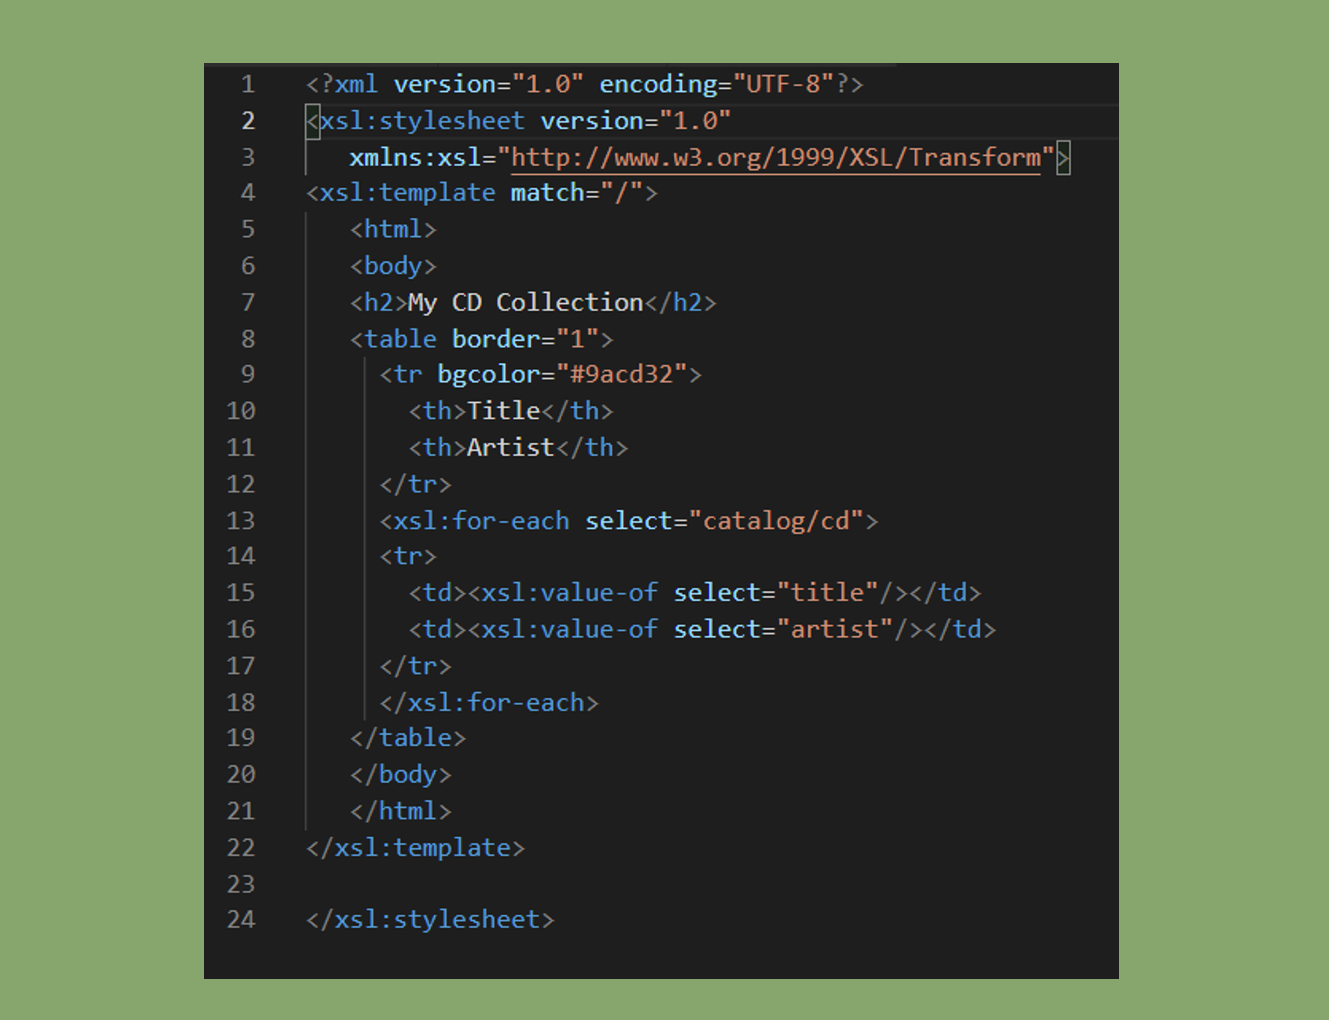 1 <?xml version="1.0" encoding="UTF-8"?>
2 <xsl:stylesheet version="1.0"
3    xmlns:xsl="http://www.w3.org/1999/XSL/Transform">
4 <xsl:template match="/">
5    <html>
6    <body>
7    <h2>My CD Collection</h2>
8    <table border="1">
9      <tr bgcolor="#9acd32">
10       <th>Title</th>
11       <th>Artist</th>
12     </tr>
13     <xsl:for-each select="catalog/cd">
14     <tr>
15       <td><xsl:value-of select="title"/></td>
16       <td><xsl:value-of select="artist"/></td>
17     </tr>
18     </xsl:for-each>
19   </table>
20   </body>
21   </html>
22 </xsl:template>
23
24 </xsl:stylesheet>